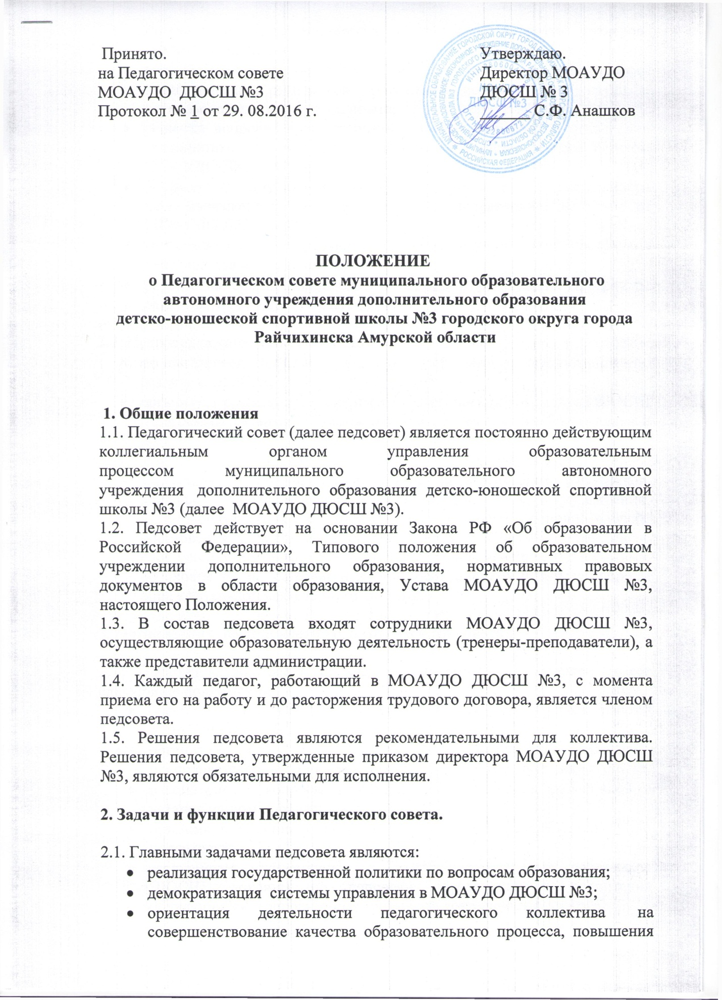 Принято.
на Педагогическом совете
МОАУДО ДЮСШ №3
Протокол № 1 от 29. 08.2016 г.
Утверждаю.
Директор МОАУДО
ДЮСШ № 3
______ С.Ф. Анашков
РОССИЙСКАЯ ФЕДЕРАЦИЯ
ДЮСШ №3
ПОЛОЖЕНИЕ
о Педагогическом совете муниципального образовательного
автономного учреждения дополнительного образования
детско-юношеской спортивной школы №3 городского округа города
Райчихинска Амурской области
1. Общие положения
1.1. Педагогический совет (далее педсовет) является постоянно действующим
коллегиальным органом управления образовательным
процессом муниципального образовательного автономного
учреждения дополнительного образования детско-юношеской спортивной
школы №3 (далее МОАУДО ДЮСШ №3).
1.2. Педсовет действует на основании Закона РФ «Об образовании в
Российской Федерации», Типового положения об образовательном
учреждении дополнительного образования, нормативных правовых
документов в области образования, Устава МОАУДО ДЮСШ №3,
настоящего Положения.
1.3. В состав педсовета входят сотрудники МОАУДО ДЮСШ №3,
осуществляющие образовательную деятельность (тренеры-преподаватели), а
также представители администрации.
1.4. Каждый педагог, работающий в МОАУДО ДЮСШ №3, с момента
приема его на работу и до расторжения трудового договора, является членом
педсовета.
1.5. Решения педсовета являются рекомендательными для коллектива.
Решения педсовета, утвержденные приказом директора МОАУДО ДЮСШ
№3, являются обязательными для исполнения.
2. Задачи и функции Педагогического совета.
2.1. Главными задачами педсовета являются:
• реализация государственной политики по вопросам образования;
• демократизация системы управления в МОАУДО ДЮСШ №3;
• ориентация деятельности педагогического коллектива на
совершенствование качества образовательного процесса, повышения